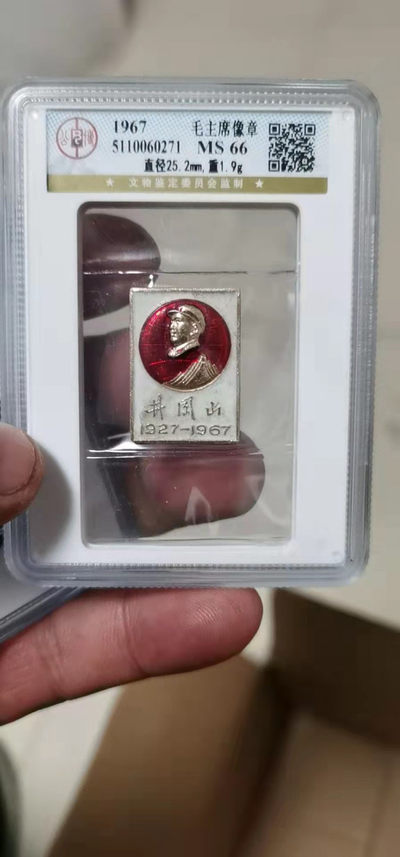 1967 毛主席像章
5110060271 MS 66
直径25.2mm,重1.9g
★ 文物鉴定委员会监制 ★
井冈山
1927-1967